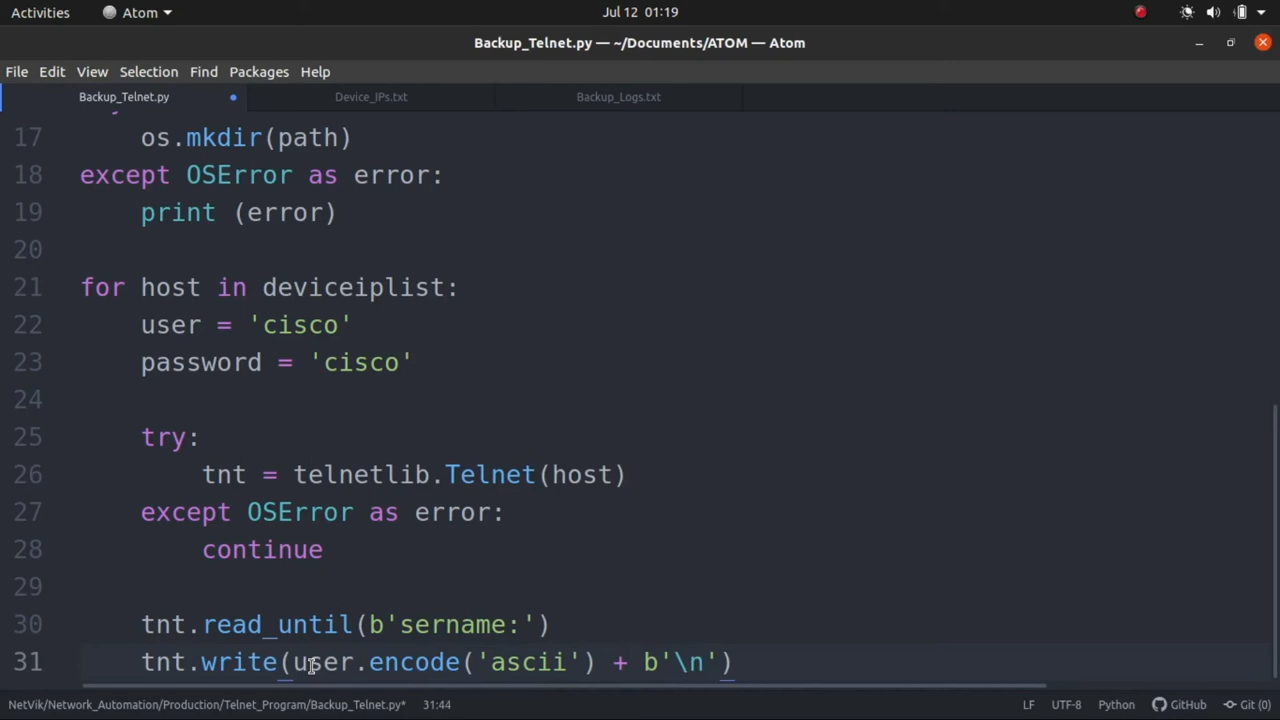 Activities Atom Jul 12 01:19
Backup_Telnet.py — ~/Documents/ATOM — Atom
File Edit View Selection Find Packages Help
Backup_Telnet.py Device_IPs.txt Backup_Logs.txt
17 os.mkdir(path)
18 except OSError as error:
19 print (error)
20
21 for host in deviceiplist:
22 user = 'cisco'
23 password = 'cisco'
24
25 try:
26 tnt = telnetlib.Telnet(host)
27 except OSError as error:
28 continue
29
30 tnt.read_until(b'sername:')
31 tnt.write(user.encode('ascii') + b'\n')
NetVik/Network_Automation/Production/Telnet_Program/Backup_Telnet.py* 31:44 LF UTF-8 Python GitHub Git (0)